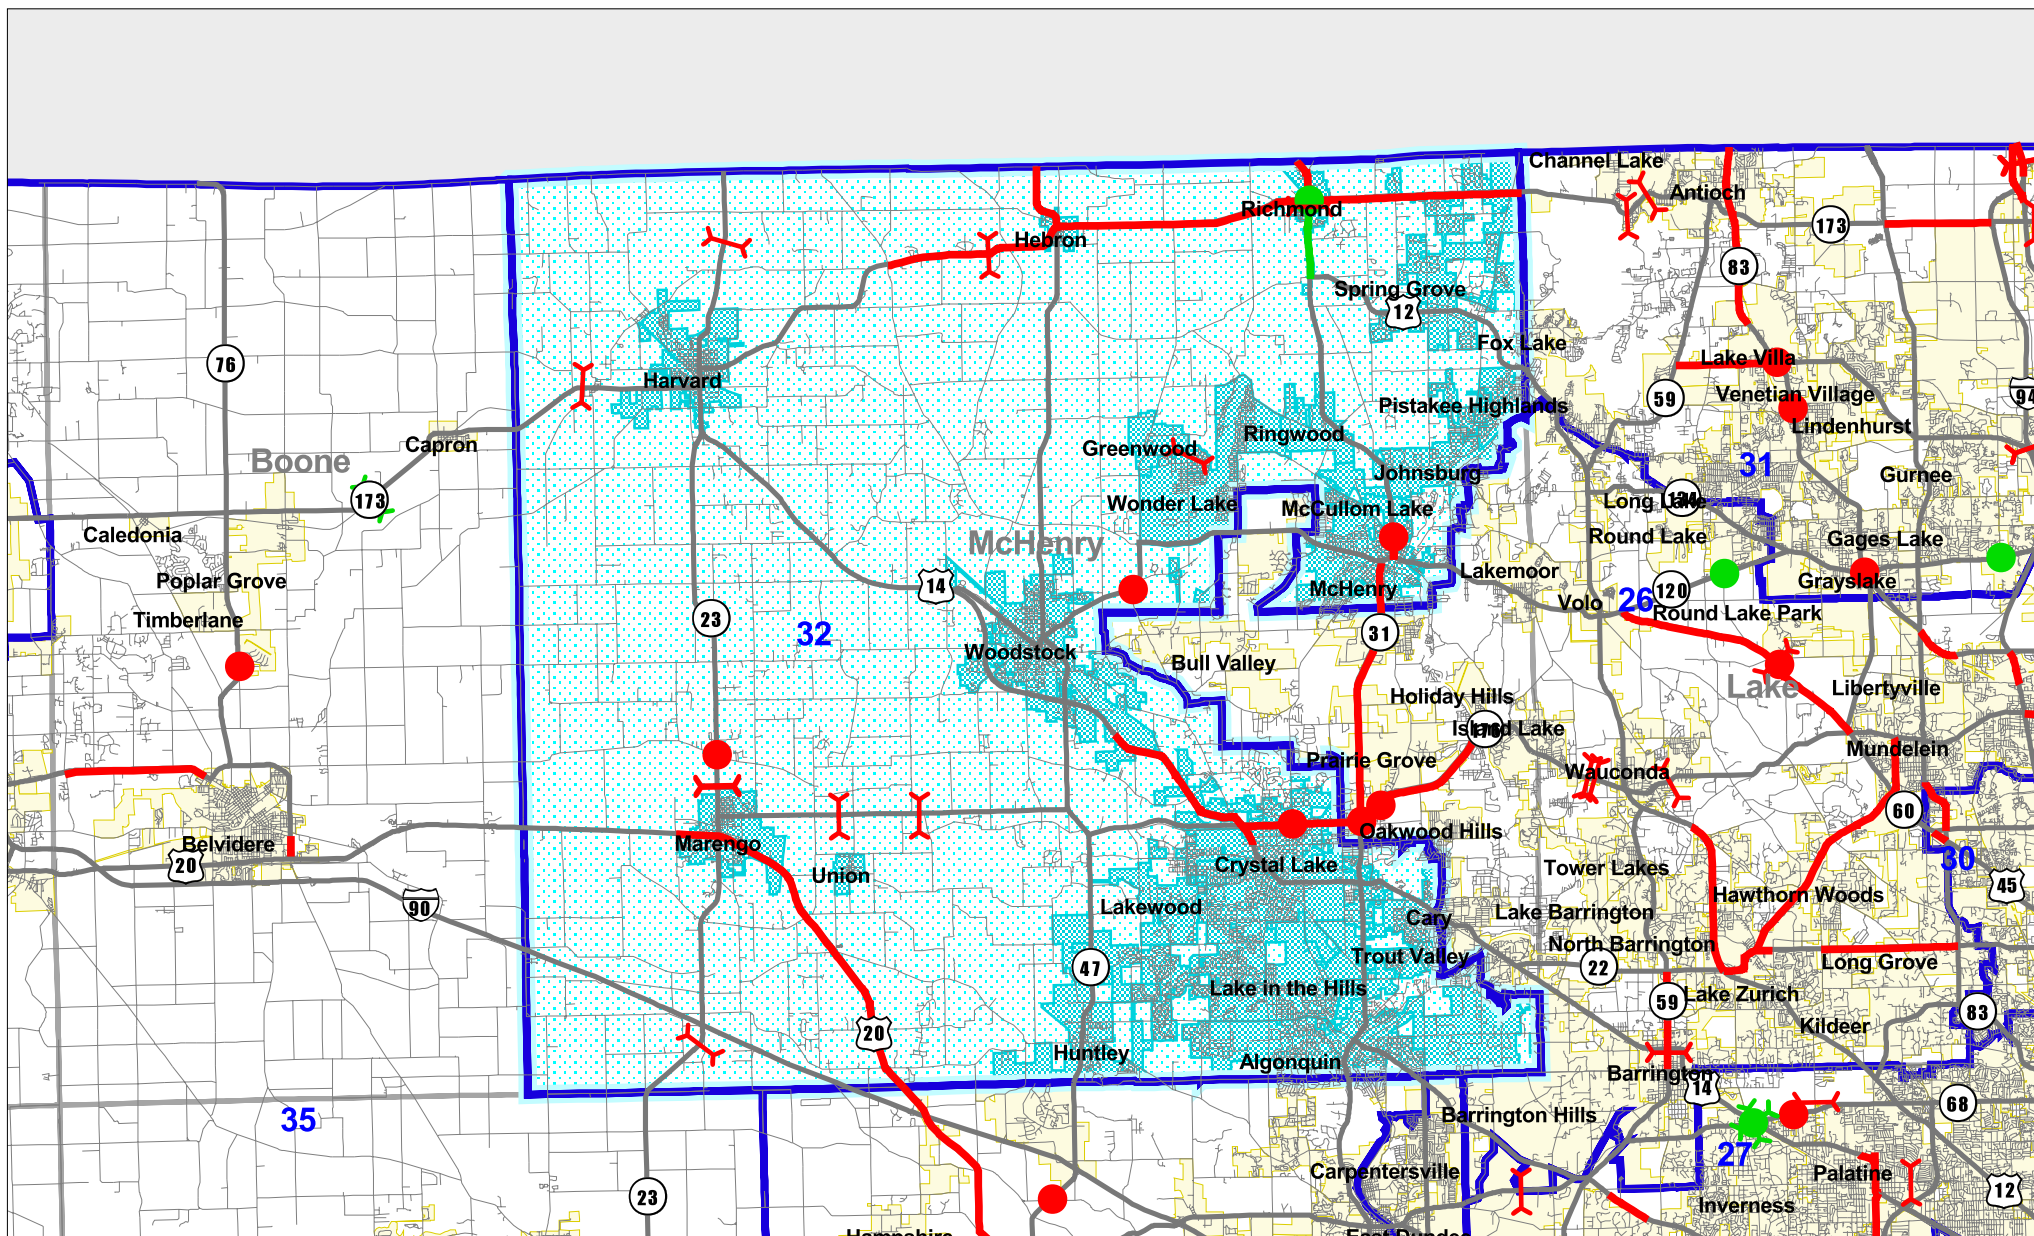 Channel Lake
Antioch
Richmond
173
Hebron
83
Spring Grove
12
Fox Lake
76
Lake Villa
Harvard
59
Venetian Village
94
Pistakee Highlands
Lindenhurst
Ringwood
Capron
Greenwood
Boone
31
Johnsburg
Gurnee
173
Wonder Lake
McCullom Lake
Long Lake
134
Caledonia
McHenry
Round Lake
Gages Lake
Poplar Grove
14
Lakemoor
McHenry
120
Grayslake
26
Volo
Timberlane
23
32
31
Round Lake Park
Woodstock
Bull Valley
Lake
Libertyville
Holiday Hills
Island Lake
176
Prairie Grove
Mundelein
Wauconda
60
Belvidere
Marengo
Oakwood Hills
20
Crystal Lake
Tower Lakes
30
Union
45
90
Hawthorn Woods
Lakewood
Lake Barrington
Cary
North Barrington
Trout Valley
47
22
Long Grove
Lake in the Hills
59
Lake Zurich
83
20
Kildeer
Huntley
Algonquin
Barrington
14
35
Barrington Hills
68
27
Carpentersville
Palatine
23
12
Inverness
Hampshire
East Dundee